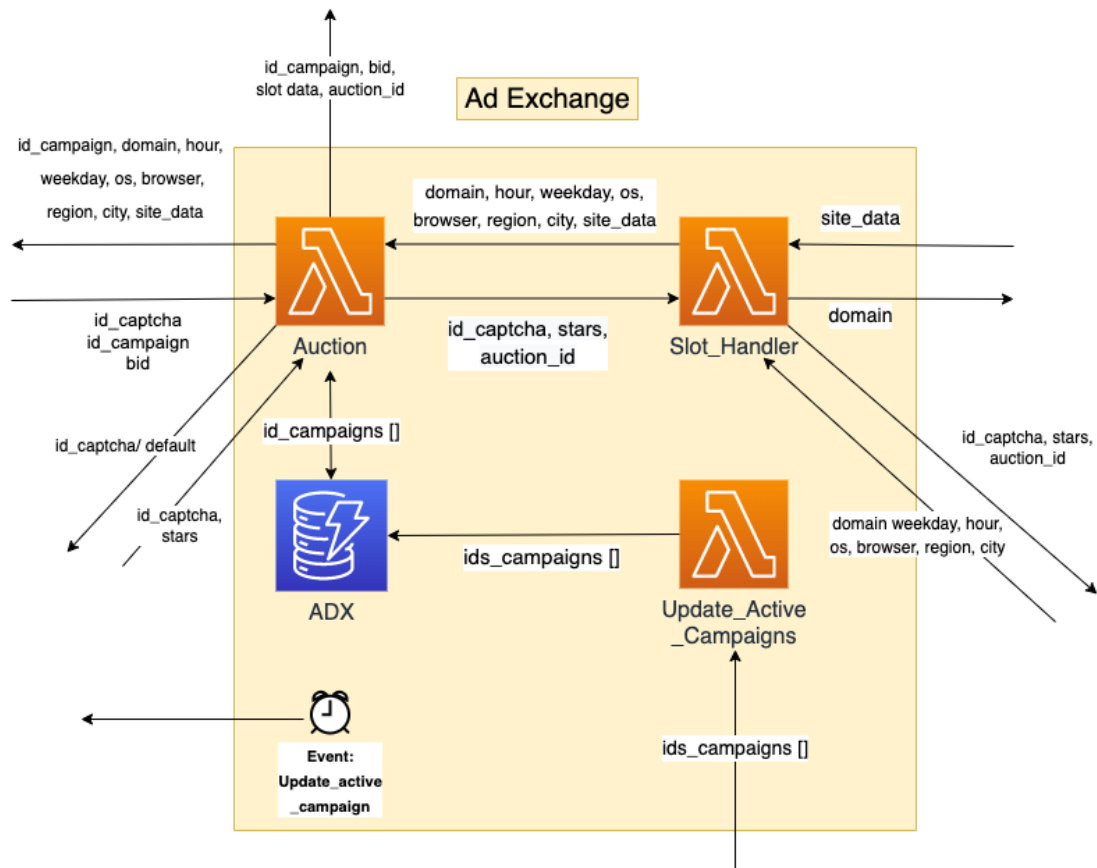 id_campaign, bid,
slot data, auction_id
Ad Exchange
id_campaign, domain, hour,
weekday, os, browser,
region, city, site_data
domain, hour, weekday, os,
browser, region, city, site_data
site_data
id_captcha
id_campaign
bid
Auction
id_captcha, stars,
auction_id
Slot_Handler
domain
id_captcha/ default
id_campaigns []
id_captcha, stars,
auction_id
id_captcha,
stars
domain weekday, hour,
os, browser, region, city
ids_campaigns []
ADX
Update_Active
_Campaigns
Event:
Update_active
_campaign
ids_campaigns []